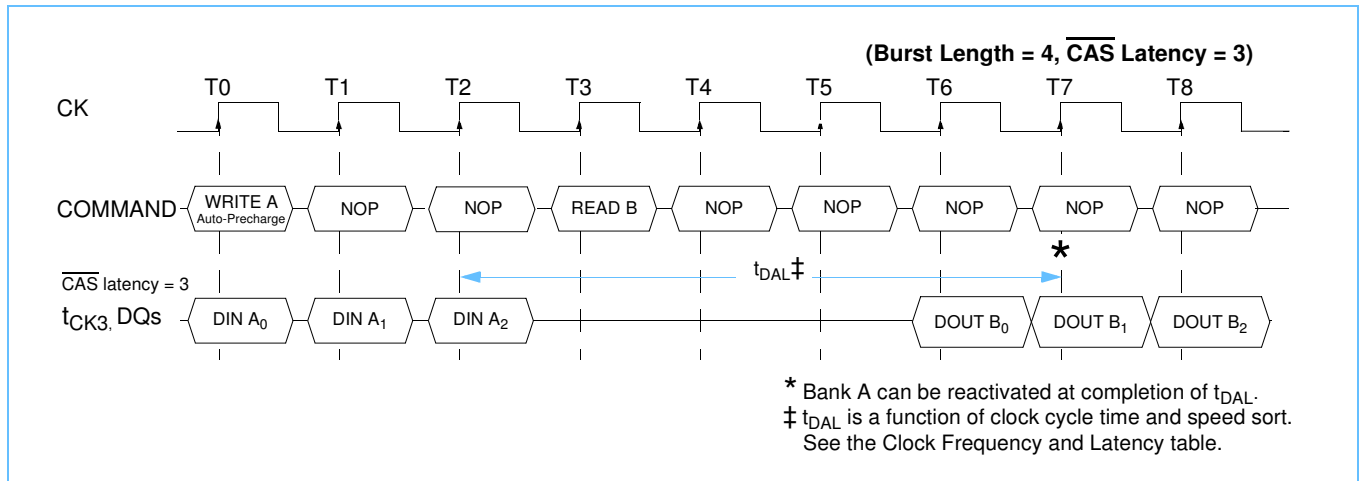 (Burst Length = 4, CAS Latency = 3)
T0 T1 T2 T3 T4 T5 T6 T7 T8
CK
COMMAND WRITE A Auto-Precharge NOP NOP READ B NOP NOP NOP NOP NOP
*
tDAL‡
CAS latency = 3
tCK3, DQs DIN A0 DIN A1 DIN A2 DOUT B0 DOUT B1 DOUT B2
* Bank A can be reactivated at completion of tDAL.
‡ tDAL is a function of clock cycle time and speed sort.
See the Clock Frequency and Latency table.